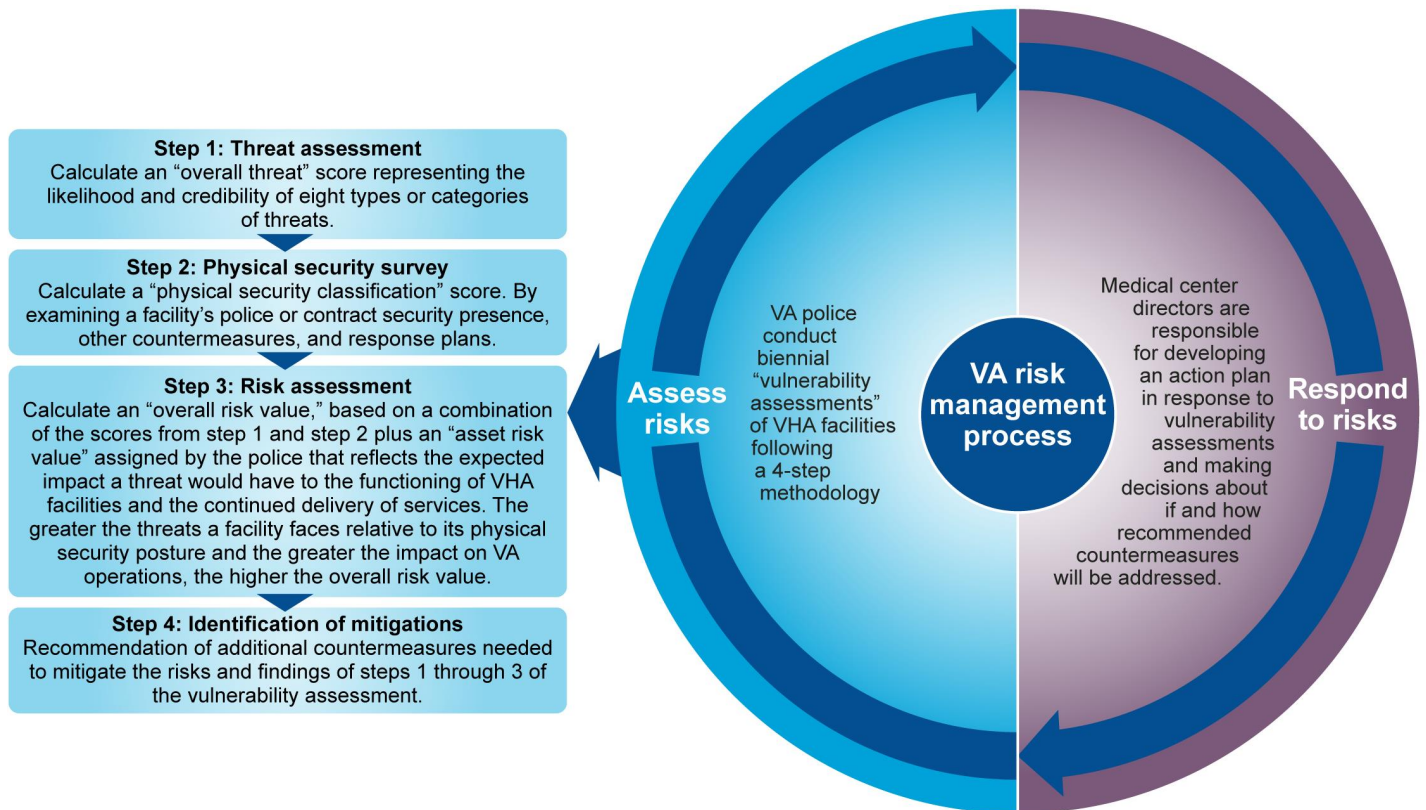 Step 1: Threat assessment
Calculate an “overall threat” score representing the
likelihood and credibility of eight types or categories
of threats.
Step 2: Physical security survey
Calculate a “physical security classification” score. By
examining a facility’s police or contract security presence,
other countermeasures, and response plans.
Step 3: Risk assessment
Calculate an “overall risk value,” based on a combination
of the scores from step 1 and step 2 plus an “asset risk
value” assigned by the police that reflects the expected
impact a threat would have to the functioning of VHA
facilities and the continued delivery of services. The
greater the threats a facility faces relative to its physical
security posture and the greater the impact on VA
operations, the higher the overall risk value.
Step 4: Identification of mitigations
Recommendation of additional countermeasures needed
to mitigate the risks and findings of steps 1 through 3 of
the vulnerability assessment.
Assess
risks
VA police
conduct
biennial
“vulnerability
assessments”
of VHA facilities
following
a 4-step
methodology
VA risk
management
process
Medical center
directors are
responsible
for developing
an action plan
in response to
vulnerability
assessments
and making
decisions about
if and how
recommended
countermeasures
will be addressed.
Respond
to risks